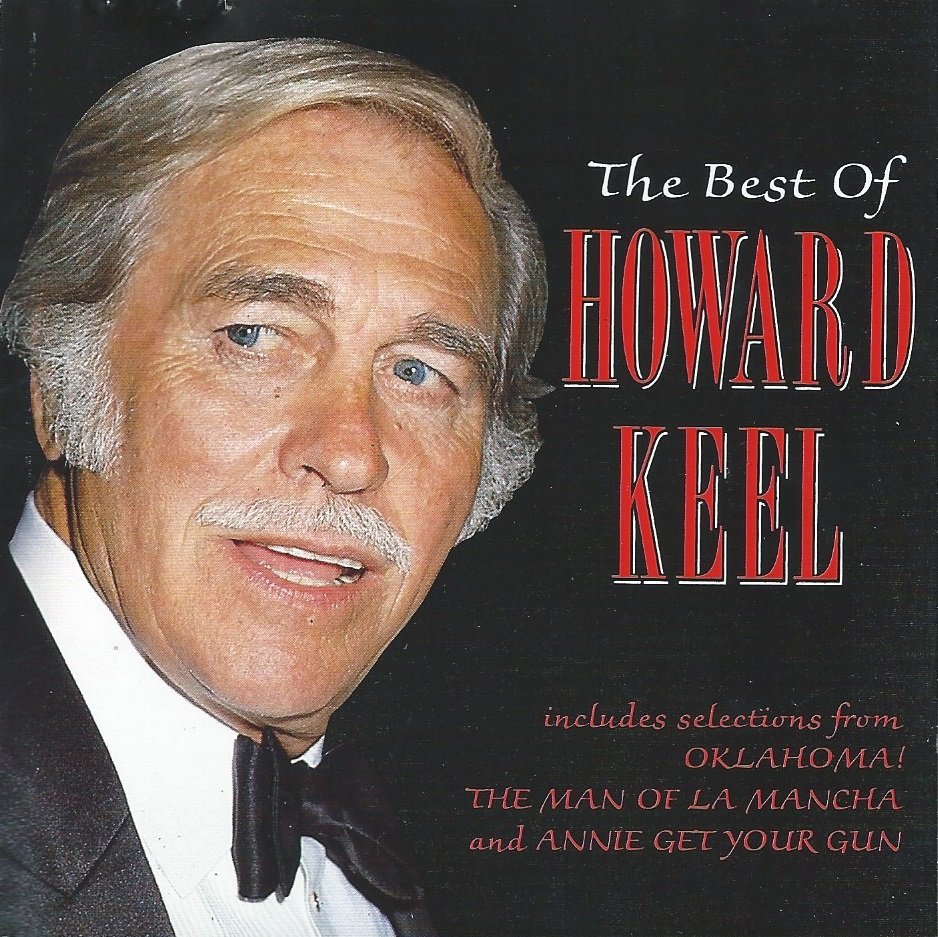 The Best Of
HOWARD
KEEL
includes selections from
OKLAHOMA!
THE MAN OF LA MANCHA
and ANNIE GET YOUR GUN